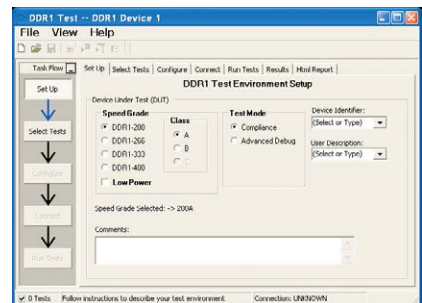 DDR1 Test -- DDR1 Device 1
File View Help
Task Flow
Set Up
Select Tests
Configure
Connect
Run Tests
Set Up Select Tests Configure Connect Run Tests Results Html Report
DDR1 Test Environment Setup
Device Under Test (DUT)
Speed Grade
DDR1-200
DDR1-266
DDR1-333
DDR1-400
Low Power
Class
A
B
C
Test Mode
Compliance
Advanced Debug
Device Identifier:
(Select or Type)
User Description:
(Select or Type)
Speed Grade Selected: -> 200A
Comments:
0 Tests Follow instructions to describe your test environment Connection: UNKNOWN